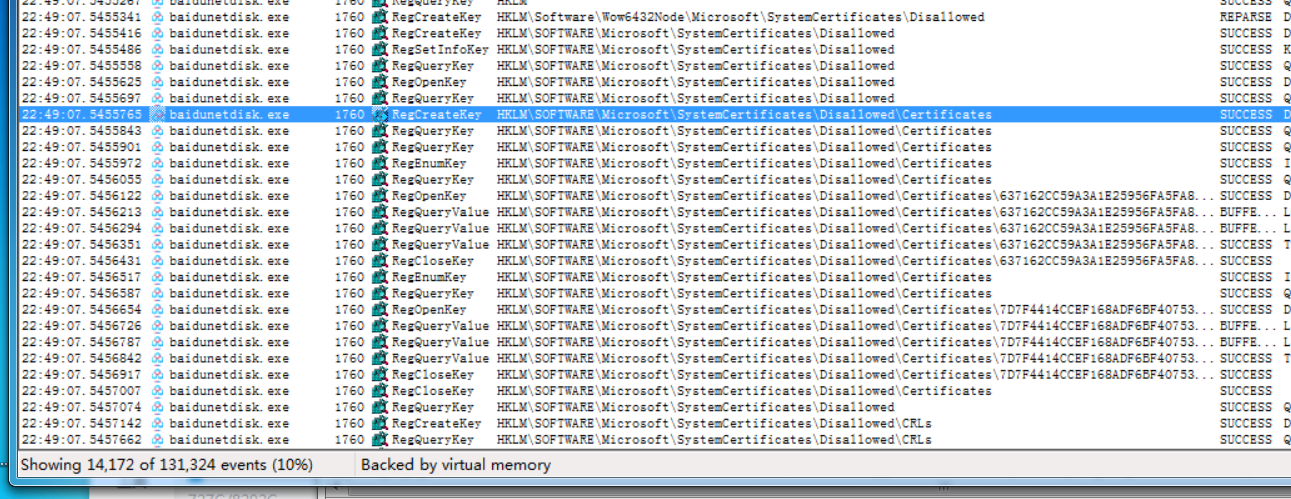 22:49:07.5455267 baidunetdisk.exe 1760 RegQueryKey HKLM SUCCESS Q
22:49:07.5455341 baidunetdisk.exe 1760 RegCreateKey HKLM\Software\Wow6432Node\Microsoft\SystemCertificates\Disallowed REPARSE D
22:49:07.5455416 baidunetdisk.exe 1760 RegCreateKey HKLM\SOFTWARE\Microsoft\SystemCertificates\Disallowed SUCCESS D
22:49:07.5455486 baidunetdisk.exe 1760 RegSetInfoKey HKLM\SOFTWARE\Microsoft\SystemCertificates\Disallowed SUCCESS K
22:49:07.5455558 baidunetdisk.exe 1760 RegQueryKey HKLM\SOFTWARE\Microsoft\SystemCertificates\Disallowed SUCCESS Q
22:49:07.5455625 baidunetdisk.exe 1760 RegOpenKey HKLM\SOFTWARE\Microsoft\SystemCertificates\Disallowed SUCCESS D
22:49:07.5455697 baidunetdisk.exe 1760 RegQueryKey HKLM\SOFTWARE\Microsoft\SystemCertificates\Disallowed SUCCESS Q
22:49:07.5455765 baidunetdisk.exe 1760 RegCreateKey HKLM\SOFTWARE\Microsoft\SystemCertificates\Disallowed\Certificates SUCCESS D
22:49:07.5455843 baidunetdisk.exe 1760 RegQueryKey HKLM\SOFTWARE\Microsoft\SystemCertificates\Disallowed\Certificates SUCCESS Q
22:49:07.5455901 baidunetdisk.exe 1760 RegQueryKey HKLM\SOFTWARE\Microsoft\SystemCertificates\Disallowed\Certificates SUCCESS Q
22:49:07.5455972 baidunetdisk.exe 1760 RegEnumKey HKLM\SOFTWARE\Microsoft\SystemCertificates\Disallowed\Certificates SUCCESS I
22:49:07.5456055 baidunetdisk.exe 1760 RegQueryKey HKLM\SOFTWARE\Microsoft\SystemCertificates\Disallowed\Certificates SUCCESS Q
22:49:07.5456122 baidunetdisk.exe 1760 RegOpenKey HKLM\SOFTWARE\Microsoft\SystemCertificates\Disallowed\Certificates\637162CC59A3A1E25956FA5FA8... SUCCESS D
22:49:07.5456213 baidunetdisk.exe 1760 RegQueryValue HKLM\SOFTWARE\Microsoft\SystemCertificates\Disallowed\Certificates\637162CC59A3A1E25956FA5FA8... BUFFE... L
22:49:07.5456294 baidunetdisk.exe 1760 RegQueryValue HKLM\SOFTWARE\Microsoft\SystemCertificates\Disallowed\Certificates\637162CC59A3A1E25956FA5FA8... BUFFE... L
22:49:07.5456351 baidunetdisk.exe 1760 RegQueryValue HKLM\SOFTWARE\Microsoft\SystemCertificates\Disallowed\Certificates\637162CC59A3A1E25956FA5FA8... SUCCESS T
22:49:07.5456431 baidunetdisk.exe 1760 RegCloseKey HKLM\SOFTWARE\Microsoft\SystemCertificates\Disallowed\Certificates\637162CC59A3A1E25956FA5FA8... SUCCESS
22:49:07.5456517 baidunetdisk.exe 1760 RegEnumKey HKLM\SOFTWARE\Microsoft\SystemCertificates\Disallowed\Certificates SUCCESS I
22:49:07.5456587 baidunetdisk.exe 1760 RegQueryKey HKLM\SOFTWARE\Microsoft\SystemCertificates\Disallowed\Certificates SUCCESS Q
22:49:07.5456654 baidunetdisk.exe 1760 RegOpenKey HKLM\SOFTWARE\Microsoft\SystemCertificates\Disallowed\Certificates\7D7F4414CCEF168ADF6BF40753... SUCCESS D
22:49:07.5456726 baidunetdisk.exe 1760 RegQueryValue HKLM\SOFTWARE\Microsoft\SystemCertificates\Disallowed\Certificates\7D7F4414CCEF168ADF6BF40753... BUFFE... L
22:49:07.5456787 baidunetdisk.exe 1760 RegQueryValue HKLM\SOFTWARE\Microsoft\SystemCertificates\Disallowed\Certificates\7D7F4414CCEF168ADF6BF40753... BUFFE... L
22:49:07.5456842 baidunetdisk.exe 1760 RegQueryValue HKLM\SOFTWARE\Microsoft\SystemCertificates\Disallowed\Certificates\7D7F4414CCEF168ADF6BF40753... SUCCESS T
22:49:07.5456917 baidunetdisk.exe 1760 RegCloseKey HKLM\SOFTWARE\Microsoft\SystemCertificates\Disallowed\Certificates\7D7F4414CCEF168ADF6BF40753... SUCCESS
22:49:07.5457007 baidunetdisk.exe 1760 RegCloseKey HKLM\SOFTWARE\Microsoft\SystemCertificates\Disallowed\Certificates SUCCESS
22:49:07.5457074 baidunetdisk.exe 1760 RegQueryKey HKLM\SOFTWARE\Microsoft\SystemCertificates\Disallowed SUCCESS Q
22:49:07.5457142 baidunetdisk.exe 1760 RegCreateKey HKLM\SOFTWARE\Microsoft\SystemCertificates\Disallowed\CRLs SUCCESS D
22:49:07.5457662 baidunetdisk.exe 1760 RegQueryKey HKLM\SOFTWARE\Microsoft\SystemCertificates\Disallowed\CRLs SUCCESS Q
Showing 14,172 of 131,324 events (10%) Backed by virtual memory